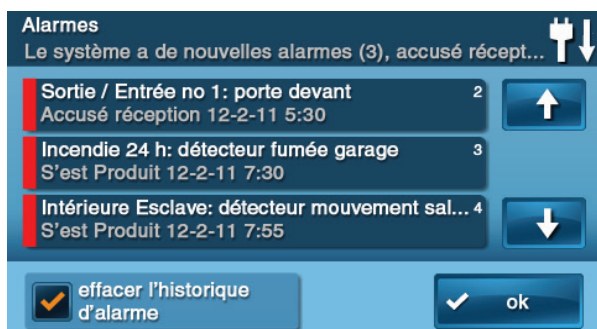 Alarmes
Le système a de nouvelles alarmes (3), accusé récept...
Sortie / Entrée no 1: porte devant 2
Accusé réception 12-2-11 5:30
Incendie 24 h: détecteur fumée garage 3
S'est Produit 12-2-11 7:30
Intérieure Esclave: détecteur mouvement sal... 4
S'est Produit 12-2-11 7:55
effacer l'historique
d'alarme
ok